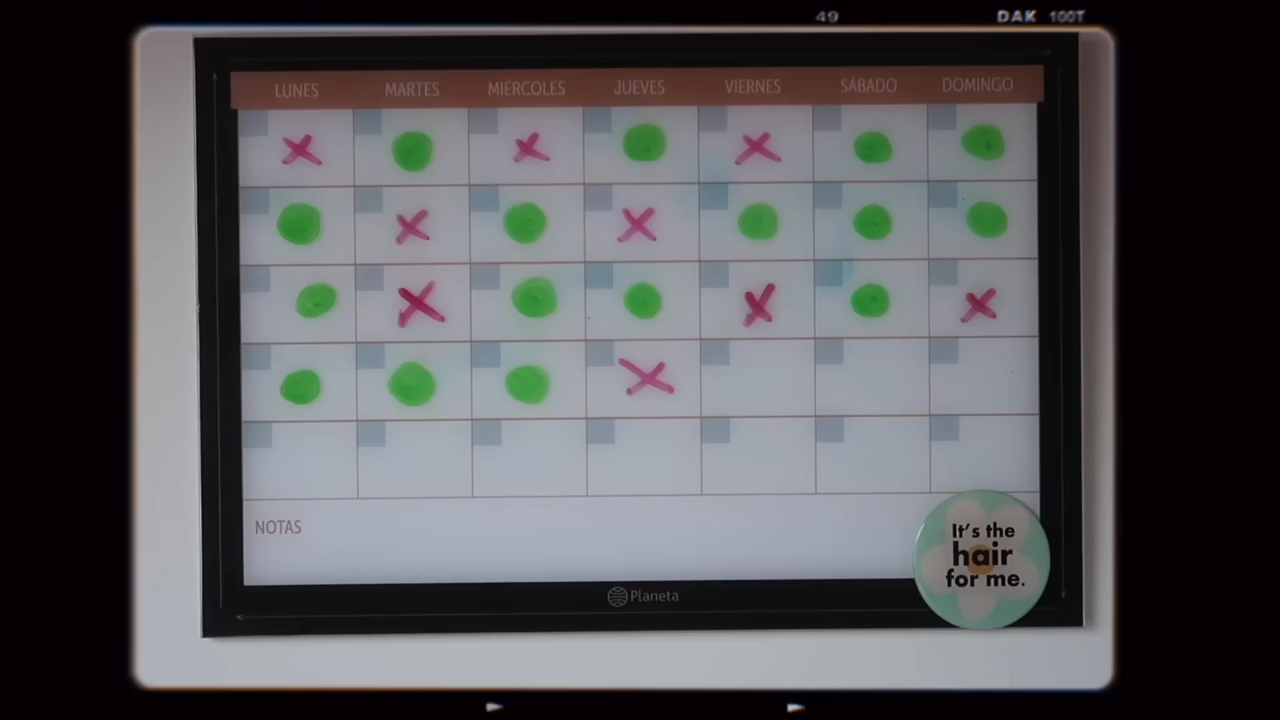 49 DAK 100T
LUNES MARTES MIÉRCOLES JUEVES VIERNES SÁBADO DOMINGO
NOTAS
It's the
hair
for me.
Planeta